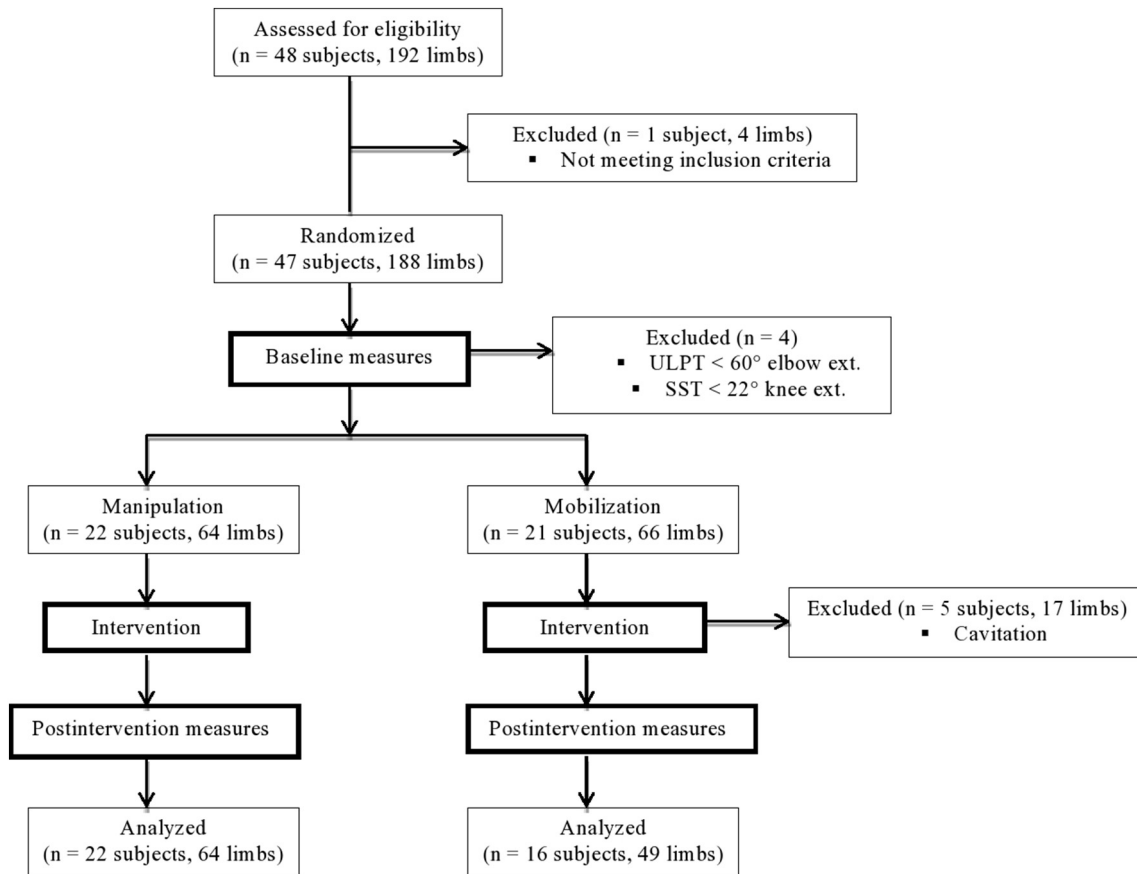 Assessed for eligibility
(n = 48 subjects, 192 limbs)
Excluded (n = 1 subject, 4 limbs)
▪ Not meeting inclusion criteria
Randomized
(n = 47 subjects, 188 limbs)
Baseline measures
Excluded (n = 4)
▪ ULPT < 60° elbow ext.
▪ SST < 22° knee ext.
Manipulation
(n = 22 subjects, 64 limbs)
Mobilization
(n = 21 subjects, 66 limbs)
Intervention
Intervention
Excluded (n = 5 subjects, 17 limbs)
▪ Cavitation
Postintervention measures
Postintervention measures
Analyzed
(n = 22 subjects, 64 limbs)
Analyzed
(n = 16 subjects, 49 limbs)